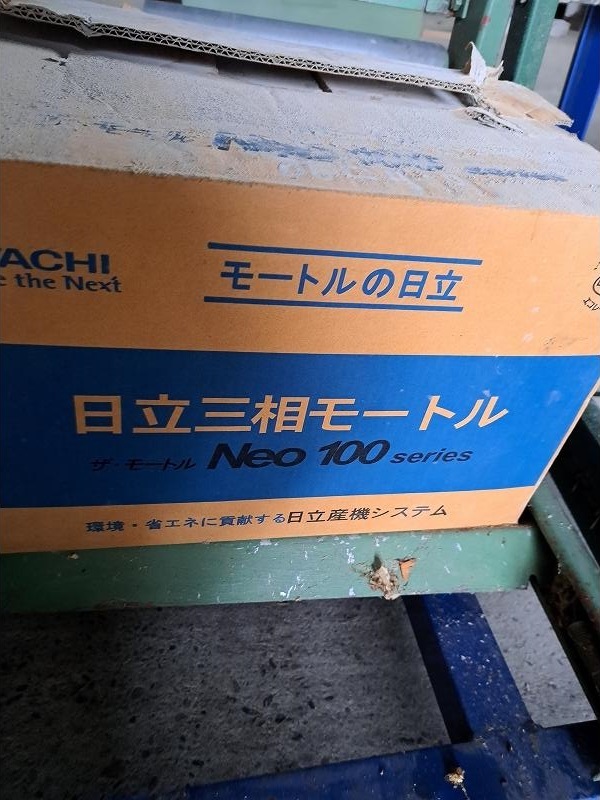 TACHI
e the Next
モートルの日立
日立三相モートル
ザ・モートル Neo 100 series
環境・省エネに貢献する日立産機システム